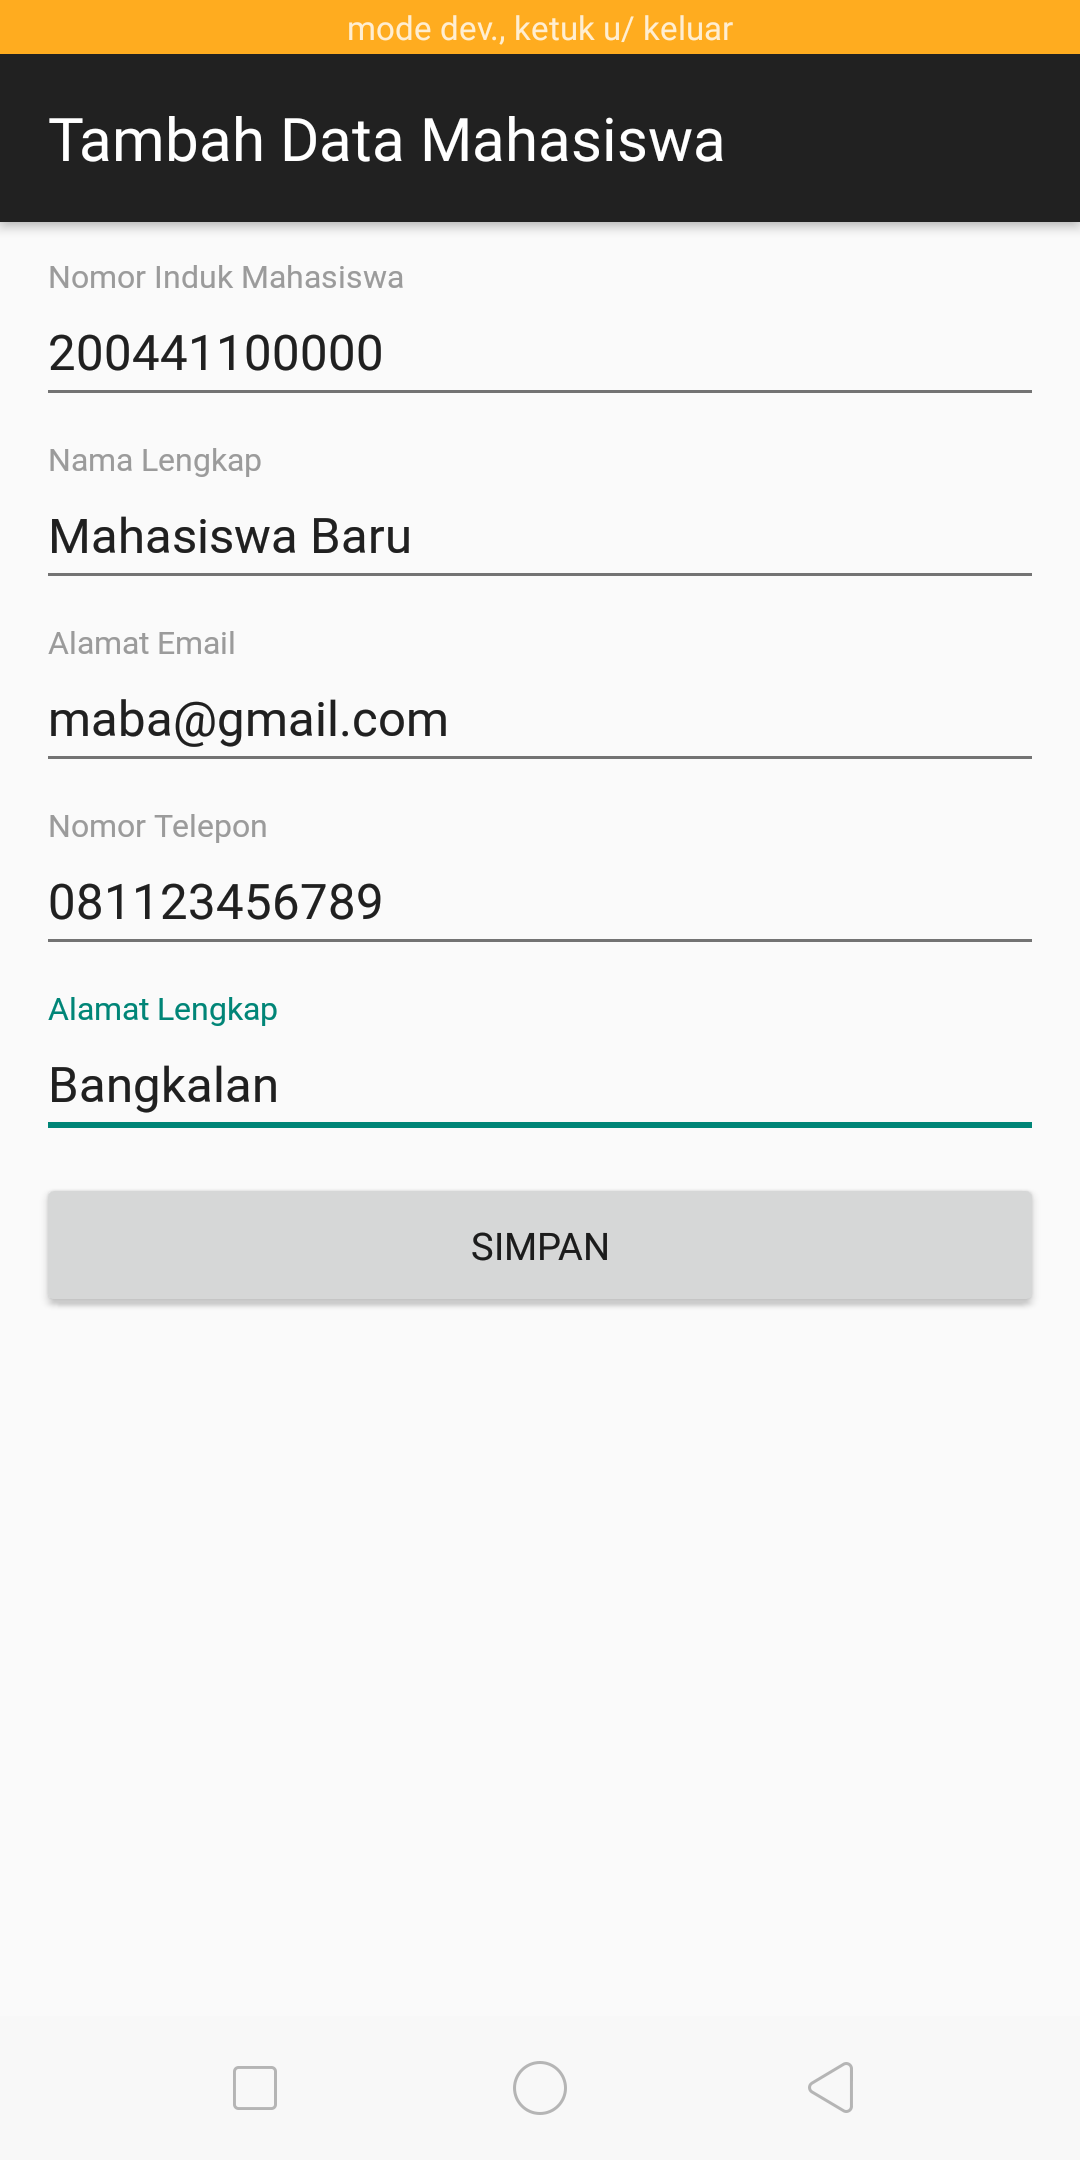 mode dev., ketuk u/ keluar
Tambah Data Mahasiswa
Nomor Induk Mahasiswa
200441100000
Nama Lengkap
Mahasiswa Baru
Alamat Email
maba@gmail.com
Nomor Telepon
081123456789
Alamat Lengkap
Bangkalan
SIMPAN